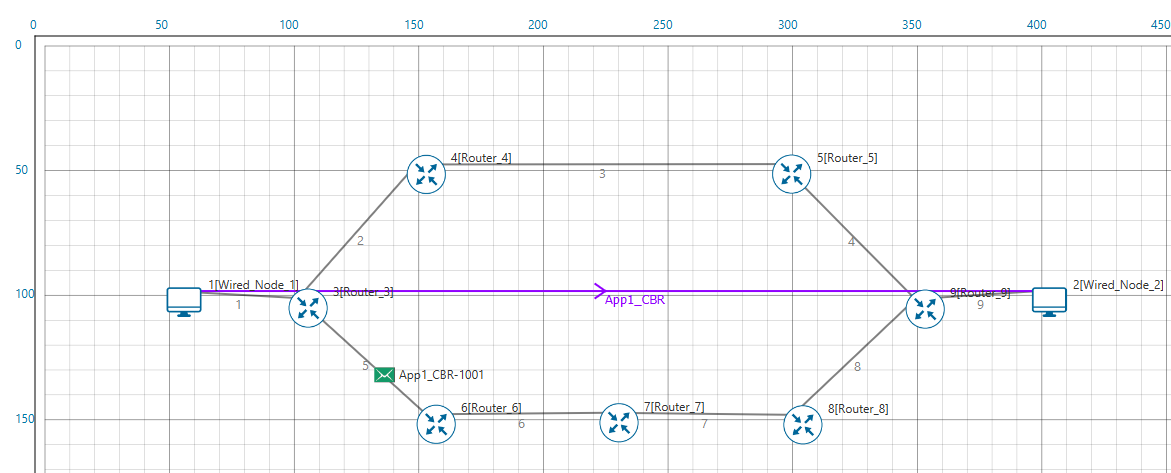 0 50 100 150 200 250 300 350 400 450
0
4[Router_4]
5[Router_5]
50
3
2
4
1[Wired_Node_1]
3[Router_3]
9[Router_9]
2[Wired_Node_2]
100
1
App1_CBR
9
5
App1_CBR-1001
8
6[Router_6]
7[Router_7]
8[Router_8]
150
6
7